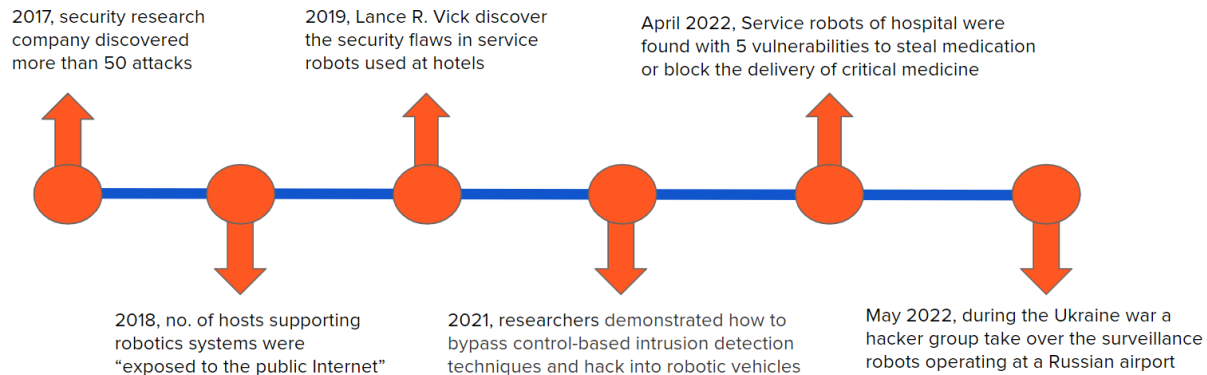 2017, security research
company discovered
more than 50 attacks
2018, no. of hosts supporting
robotics systems were
“exposed to the public Internet”
2019, Lance R. Vick discover
the security flaws in service
robots used at hotels
2021, researchers demonstrated how to
bypass control-based intrusion detection
techniques and hack into robotic vehicles
April 2022, Service robots of hospital were
found with 5 vulnerabilities to steal medication
or block the delivery of critical medicine
May 2022, during the Ukraine war a
hacker group take over the surveillance
robots operating at a Russian airport